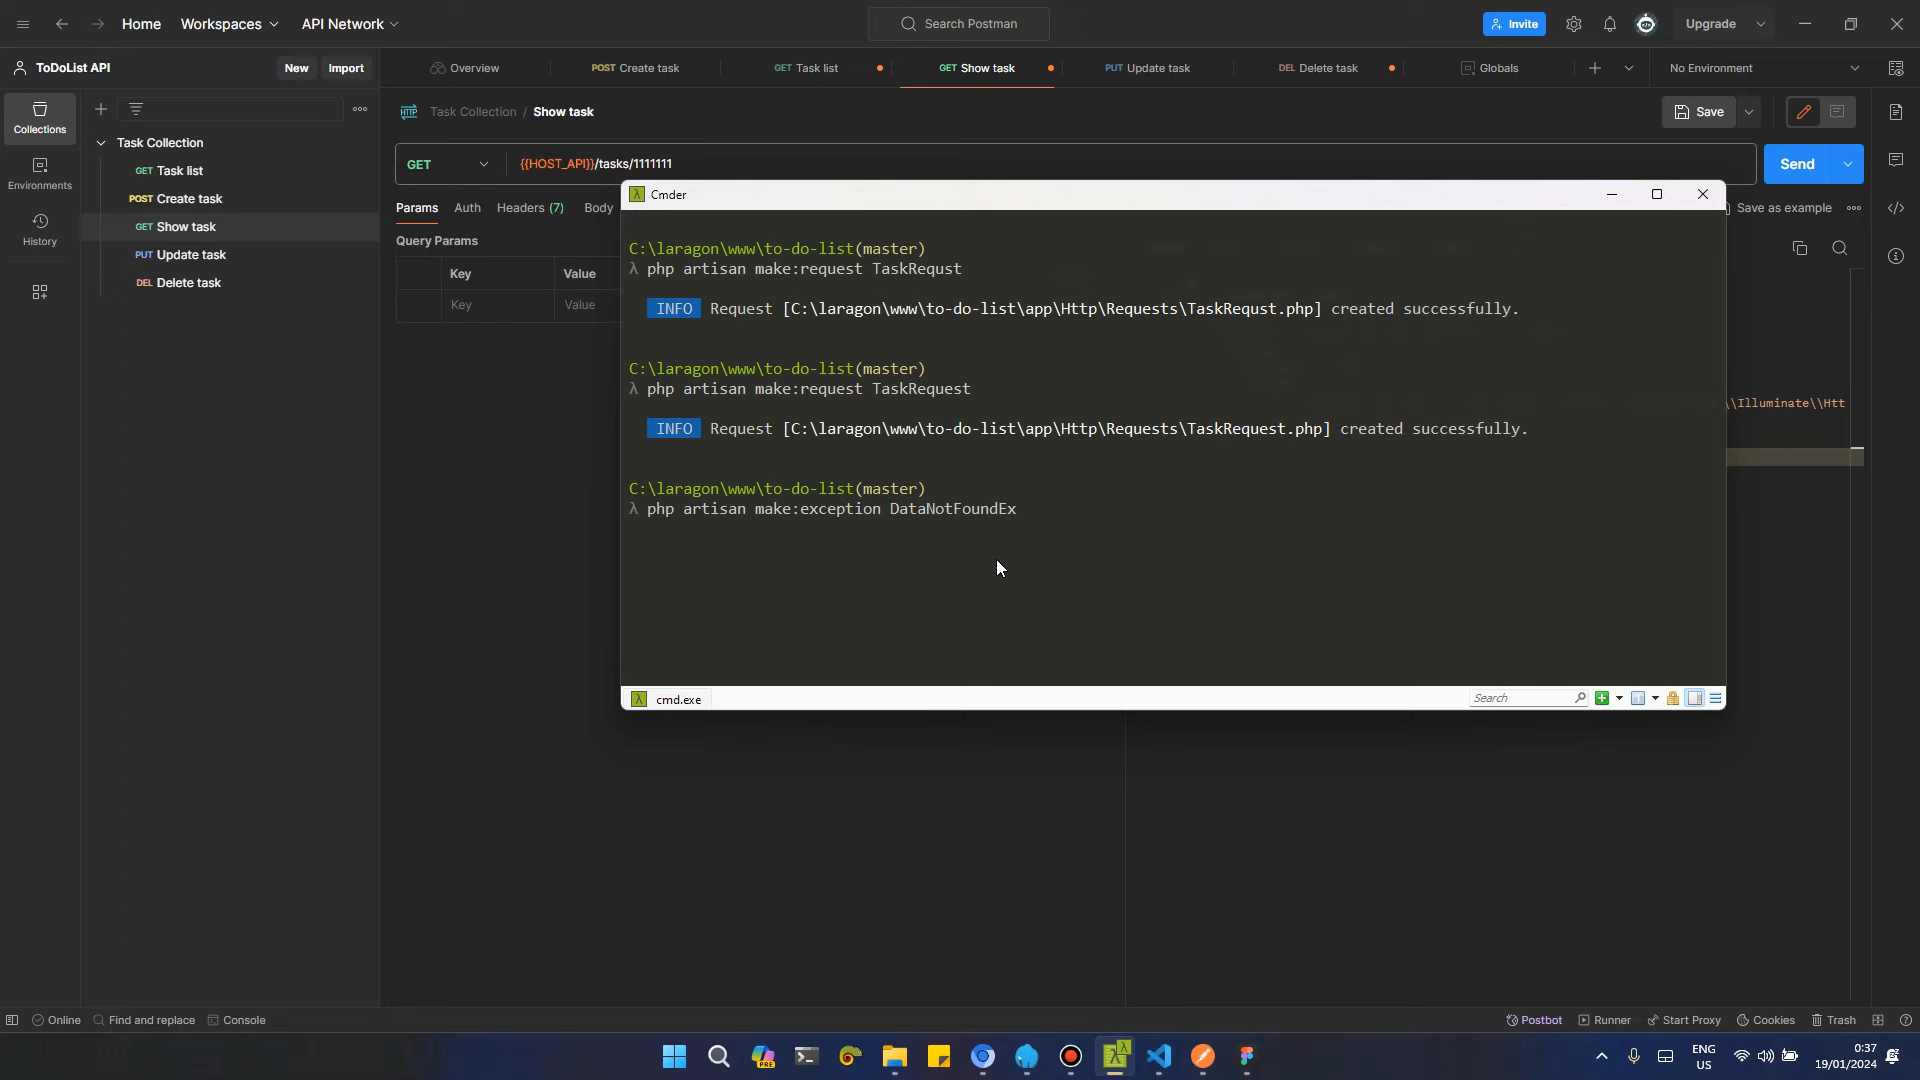 Home Workspaces API Network Search Postman Invite Upgrade
ToDoList API New Import Overview POST Create task GET Task list GET Show task PUT Update task DEL Delete task Globals No Environment
Collections
Task Collection / Show task Save
Task Collection
GET Task list
Environments
POST Create task
GET Show task
History
PUT Update task
DEL Delete task
GET {{HOST_API}}/tasks/1111111 Send
Params Auth Headers (7) Body Save as example
Query Params
Key Value
Key Value
\\Illuminate\\Htt
Cmder
C:\laragon\www\to-do-list(master)
λ php artisan make:request TaskRequst
INFO Request [C:\laragon\www\to-do-list\app\Http\Requests\TaskRequst.php] created successfully.
C:\laragon\www\to-do-list(master)
λ php artisan make:request TaskRequest
INFO Request [C:\laragon\www\to-do-list\app\Http\Requests\TaskRequest.php] created successfully.
C:\laragon\www\to-do-list(master)
λ php artisan make:exception DataNotFoundEx
cmd.exe Search
Online Find and replace Console Postbot Runner Start Proxy Cookies Trash
PRE
ENG
US
0:37
19/01/2024